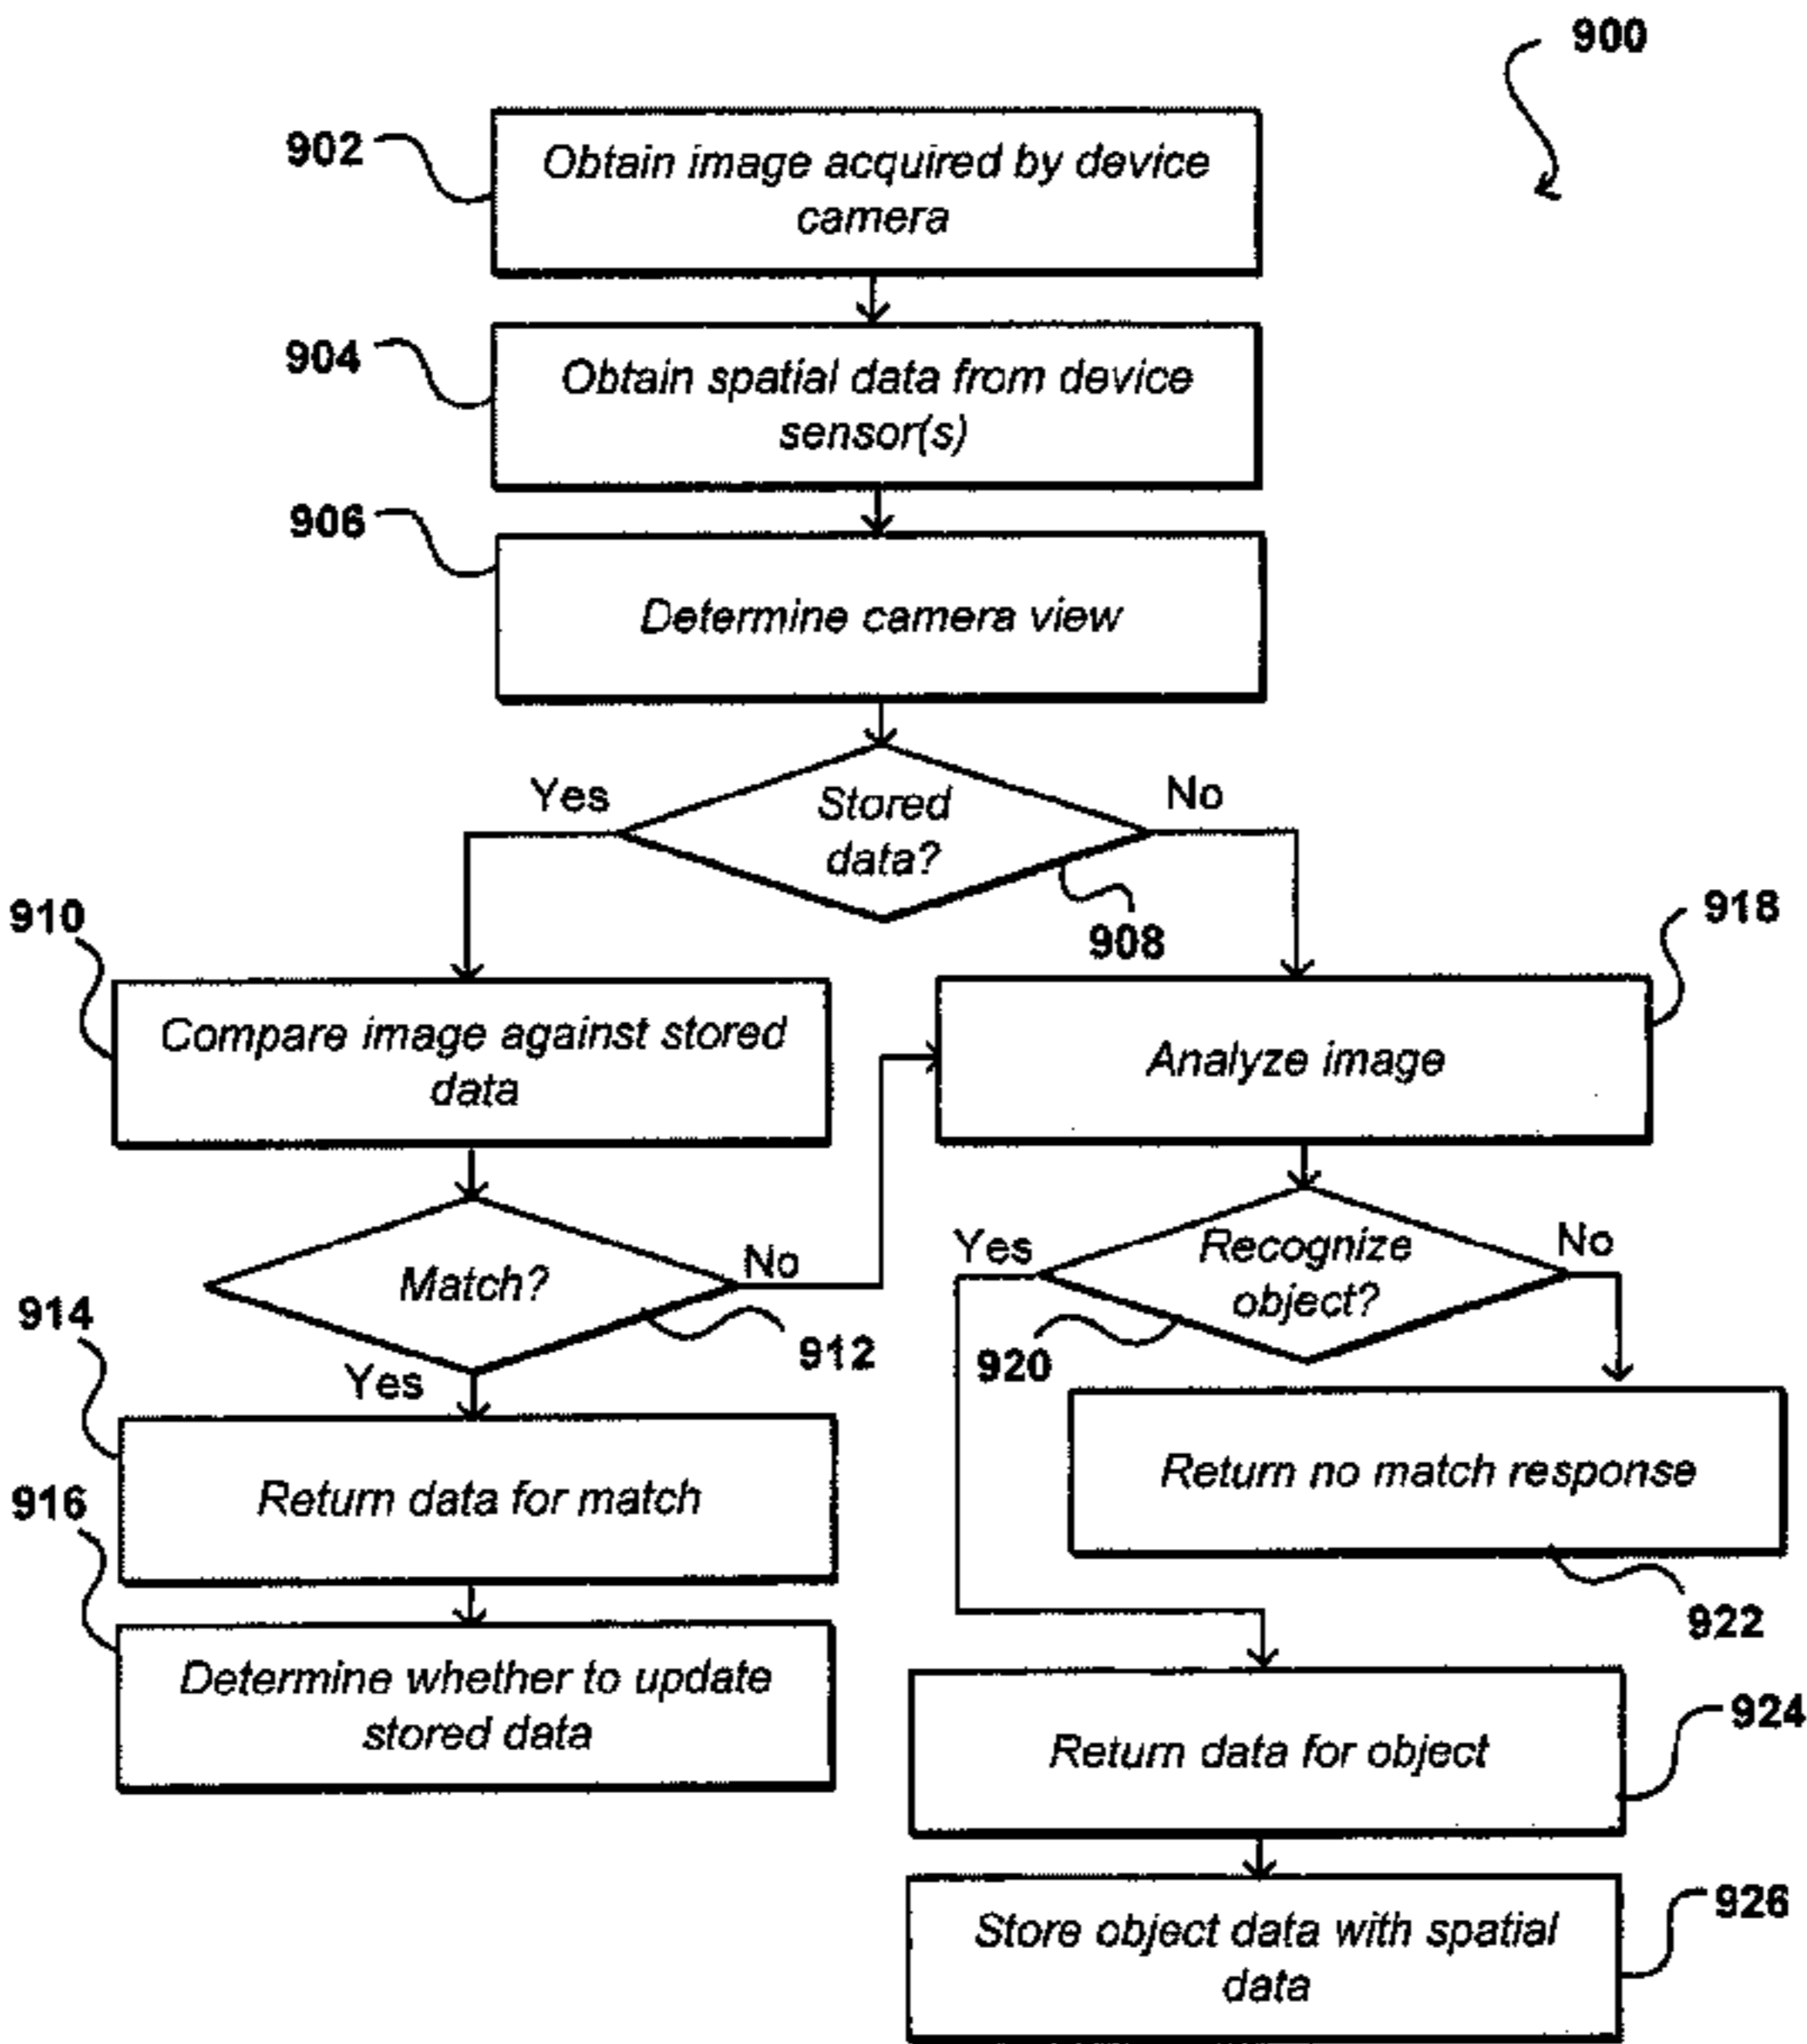 900
902
Obtain image acquired by device
camera
904
Obtain spatial data from device
sensor(s)
906
Determine camera view
Yes
Stored
data?
No
908
910
Compare image against stored
data
918
Analyze image
Match?
No
912
Yes
Recognize
object?
Yes
No
920
914
Return data for match
Return no match response
922
916
Determine whether to update
stored data
Return data for object
924
Store object data with spatial
data
926